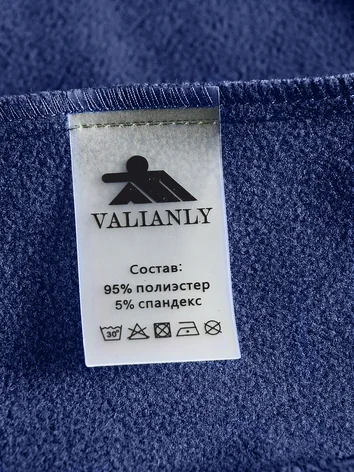 VALIANLY
Состав:
95% полиэстер
5% спандекс
30°